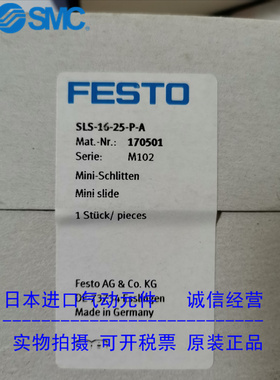 SMC
FESTO
SLS-16-25-P-A
Mat.-Nr.: 170501
Serie: M102
Mini-Schlitten
Mini slide
1 Stück/ pieces
Festo AG & Co. KG
日本进口气动元件 诚信经营
Made in Germany
实物拍摄 可开税票 原装正品